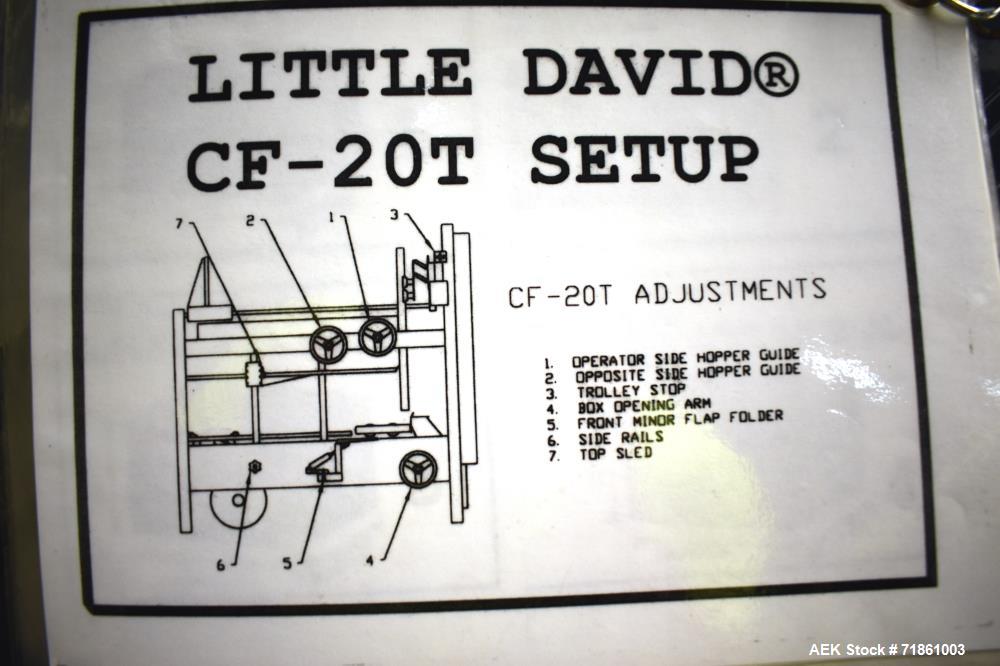 LITTLE DAVID®
CF-20T SETUP
7 2 1 3
CF-20T ADJUSTMENTS
1. OPERATOR SIDE HOPPER GUIDE
2. OPPOSITE SIDE HOPPER GUIDE
3. TROLLEY STOP
4. BOX OPENING ARM
5. FRONT MINOR FLAP FOLDER
6. SIDE RAILS
7. TOP SLED
6 5 4
AEK Stock # 71861003